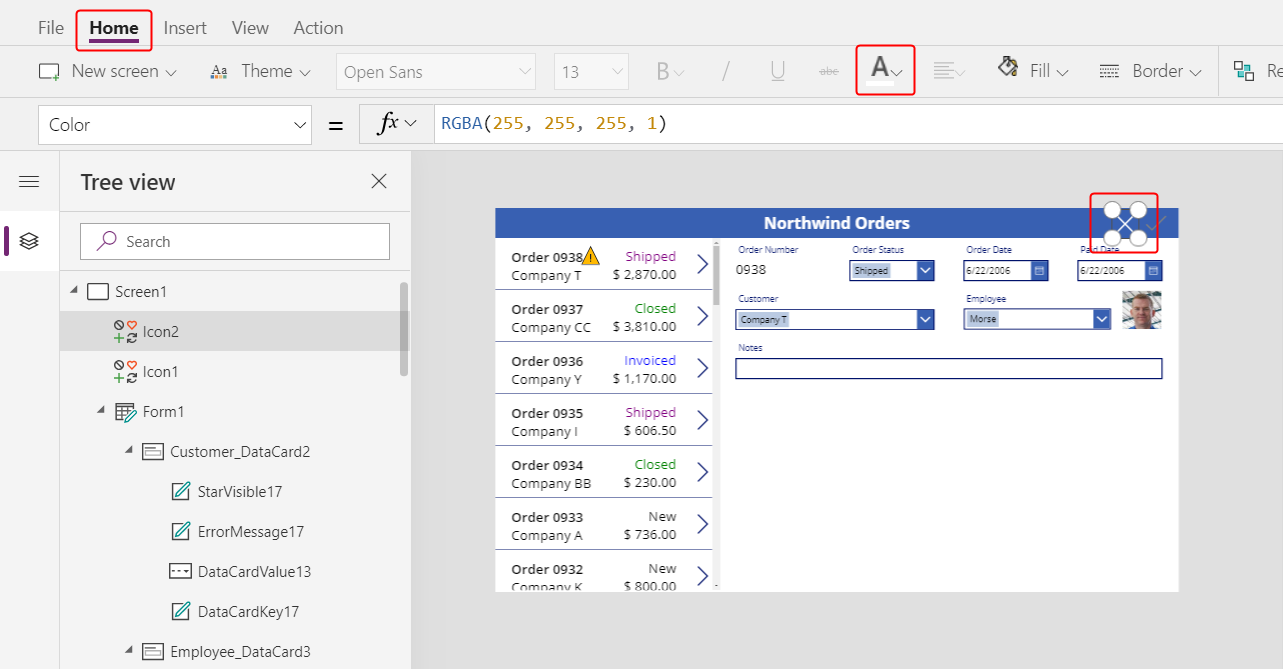 File Home Insert View Action
New screen Aa Theme Open Sans 13 B / U abc A Fill Border Re
Color = fx RGBA(255, 255, 255, 1)
Tree view
Search
Screen1
Icon2
Icon1
Form1
Customer_DataCard2
StarVisible17
ErrorMessage17
DataCardValue13
DataCardKey17
Employee_DataCard3
Northwind Orders
Order 0938 Shipped
Company T $ 2,870.00
Order 0937 Closed
Company CC $ 3,810.00
Order 0936 Invoiced
Company Y $ 1,170.00
Order 0935 Shipped
Company I $ 606.50
Order 0934 Closed
Company BB $ 230.00
Order 0933 New
Company A $ 736.00
Order 0932 New
Company K $ 800.00
Order Number Order Status Order Date Paid Date
0938 Shipped 6/22/2006 6/22/2006
Customer Employee
Company T Morse
Notes